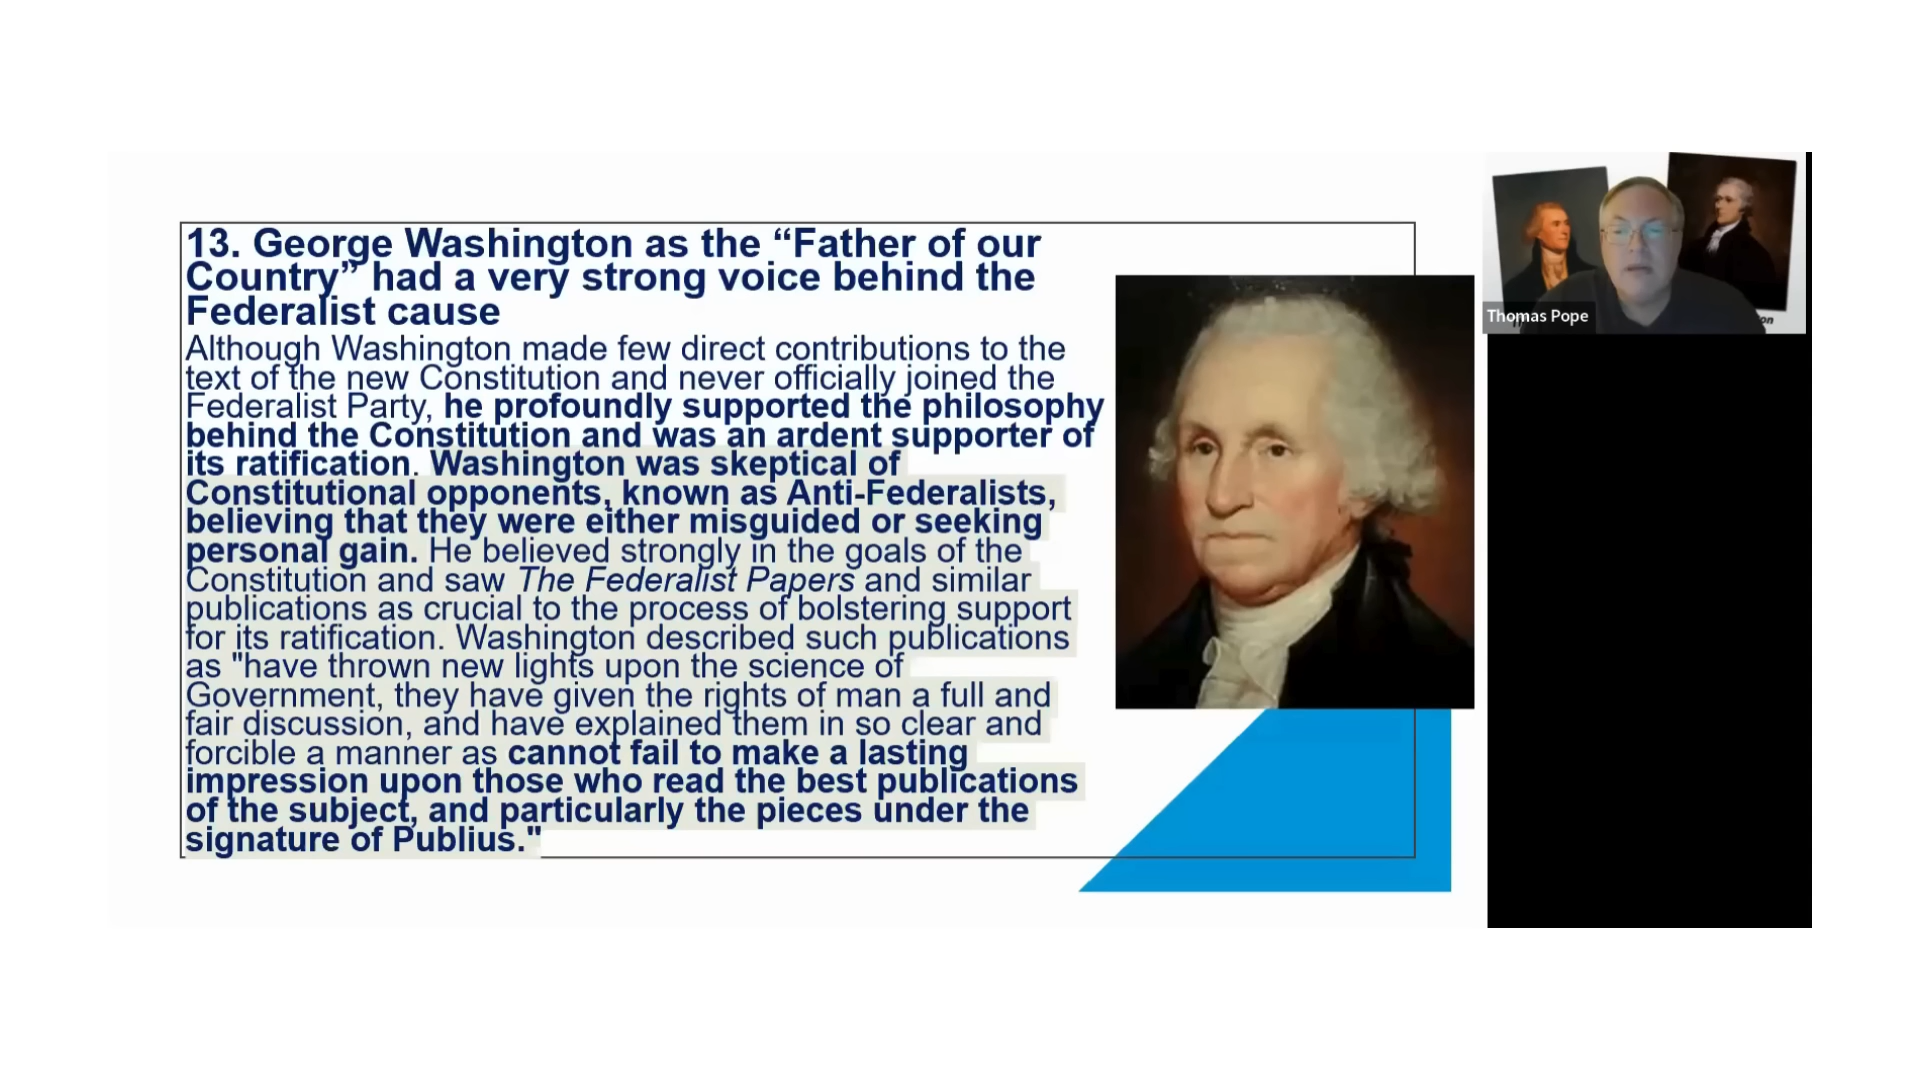 13. George Washington as the “Father of our
Country” had a very strong voice behind the
Federalist cause
Although Washington made few direct contributions to the
text of the new Constitution and never officially joined the
Federalist Party, he profoundly supported the philosophy
behind the Constitution and was an ardent supporter of
its ratification. Washington was skeptical of
Constitutional opponents, known as Anti-Federalists,
believing that they were either misguided or seeking
personal gain. He believed strongly in the goals of the
Constitution and saw The Federalist Papers and similar
publications as crucial to the process of bolstering support
for its ratification. Washington described such publications
as "have thrown new lights upon the science of
Government, they have given the rights of man a full and
fair discussion, and have explained them in so clear and
forcible a manner as cannot fail to make a lasting
impression upon those who read the best publications
of the subject, and particularly the pieces under the
signature of Publius."
Thomas Pope